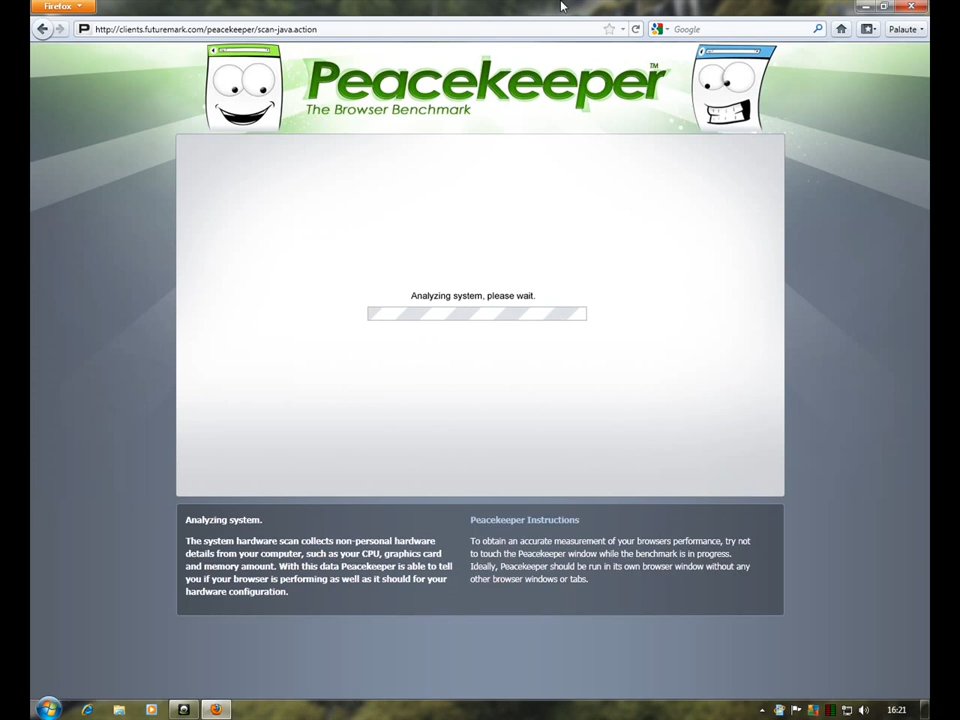 Firefox
http://clients.futuremark.com/peacekeeper/scan-java.action
Google
Palaute
Peacekeeper™
The Browser Benchmark
Analyzing system, please wait.
Analyzing system.
The system hardware scan collects non-personal hardware
details from your computer, such as your CPU, graphics card
and memory amount. With this data Peacekeeper is able to tell
you if your browser is performing as well as it should for your
hardware configuration.
Peacekeeper Instructions
To obtain an accurate measurement of your browsers performance, try not
to touch the Peacekeeper window while the benchmark is in progress.
Ideally, Peacekeeper should be run in its own browser window without any
other browser windows or tabs.
16:21